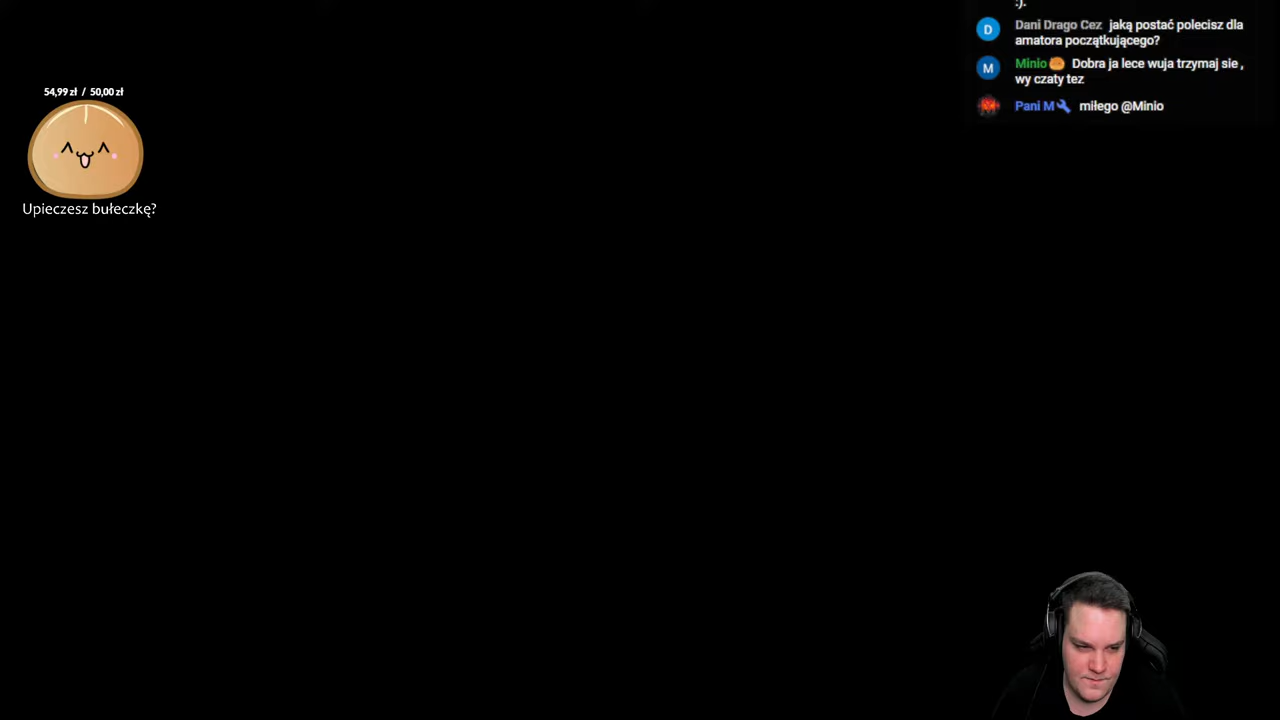 :).
Dani Drago Cez jaką postać polecisz dla
amatora początkującego?
Minio Dobra ja lece wuja trzymaj sie ,
wy czaty tez
Pani M miłego @Minio
54,99 zł / 50,00 zł
Upieczesz bułeczkę?
D
M